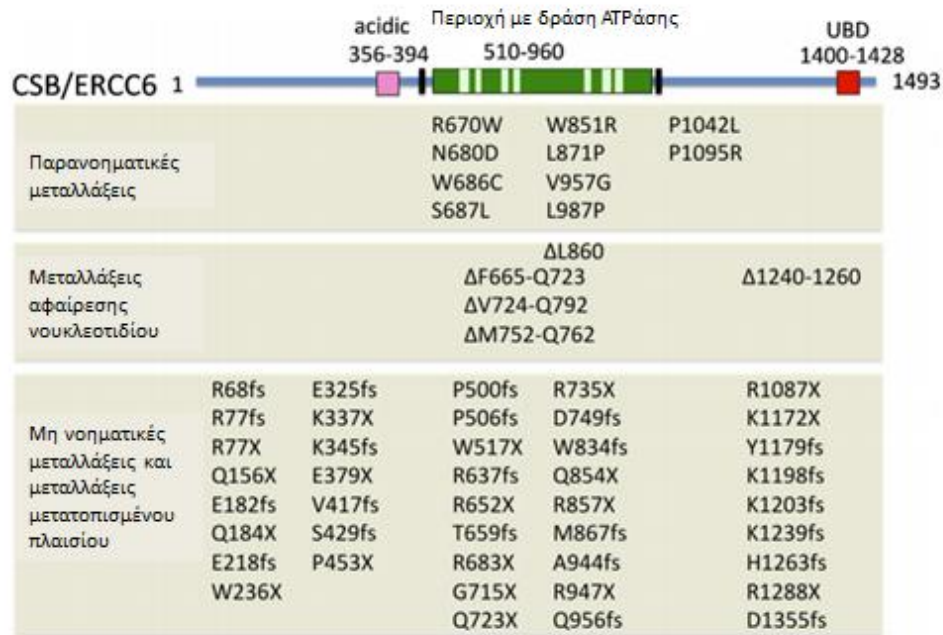 Περιοχή με δράση ATPάσης
acidic UBD
356-394 510-960 1400-1428
CSB/ERCC6 1 1493
Παρανοηματικές
μεταλλάξεις
R670W W851R P1042L
N680D L871P P1095R
W686C V957G
S687L L987P
Μεταλλάξεις
αφαίρεσης
νουκλεοτιδίου
ΔL860
ΔF665-Q723 Δ1240-1260
ΔV724-Q792
ΔM752-Q762
Μη νοηματικές
μεταλλάξεις και
μεταλλάξεις
μετατοπισμένου
πλαισίου
R68fs E325fs P500fs R735X R1087X
R77fs K337X P506fs D749fs K1172X
R77X K345fs W517X W834fs Y1179fs
Q156X E379X R637fs Q854X K1198fs
E182fs V417fs R652X R857X K1203fs
Q184X S429fs T659fs M867fs K1239fs
E218fs P453X R683X A944fs H1263fs
W236X G715X R947X R1288X
Q723X Q956fs D1355fs